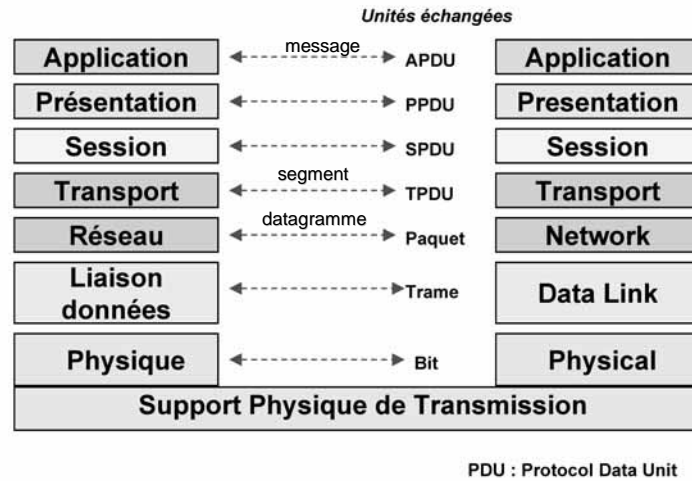 Unités échangées
Application message APDU Application
Présentation PPDU Presentation
Session SPDU Session
Transport segment TPDU Transport
Réseau datagramme Paquet Network
Liaison
données Trame Data Link
Physique Bit Physical
Support Physique de Transmission
PDU : Protocol Data Unit